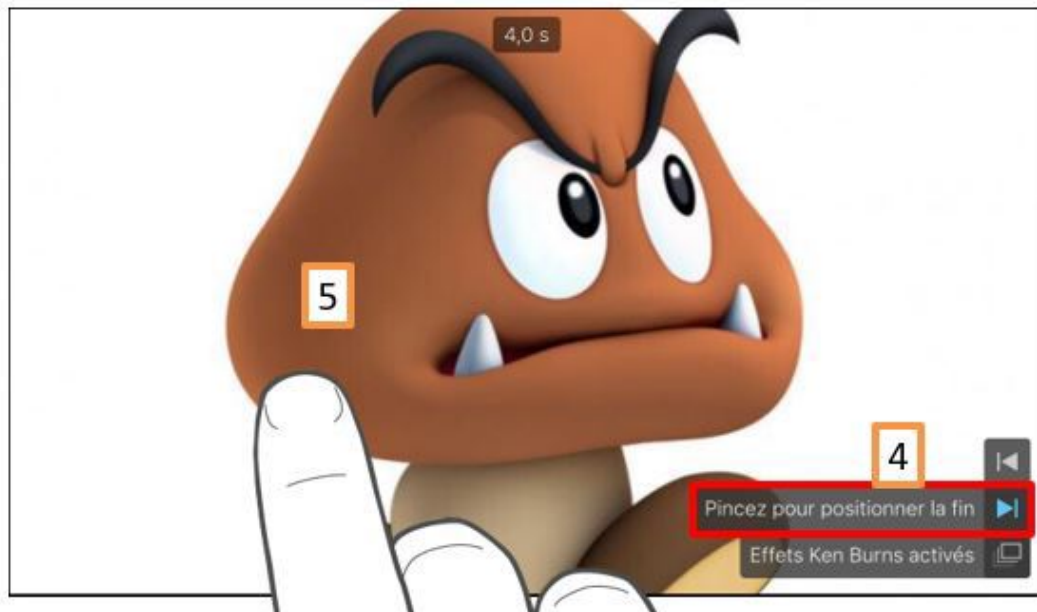 4,0 s
5
4
Pincez pour positionner la fin
Effets Ken Burns activés